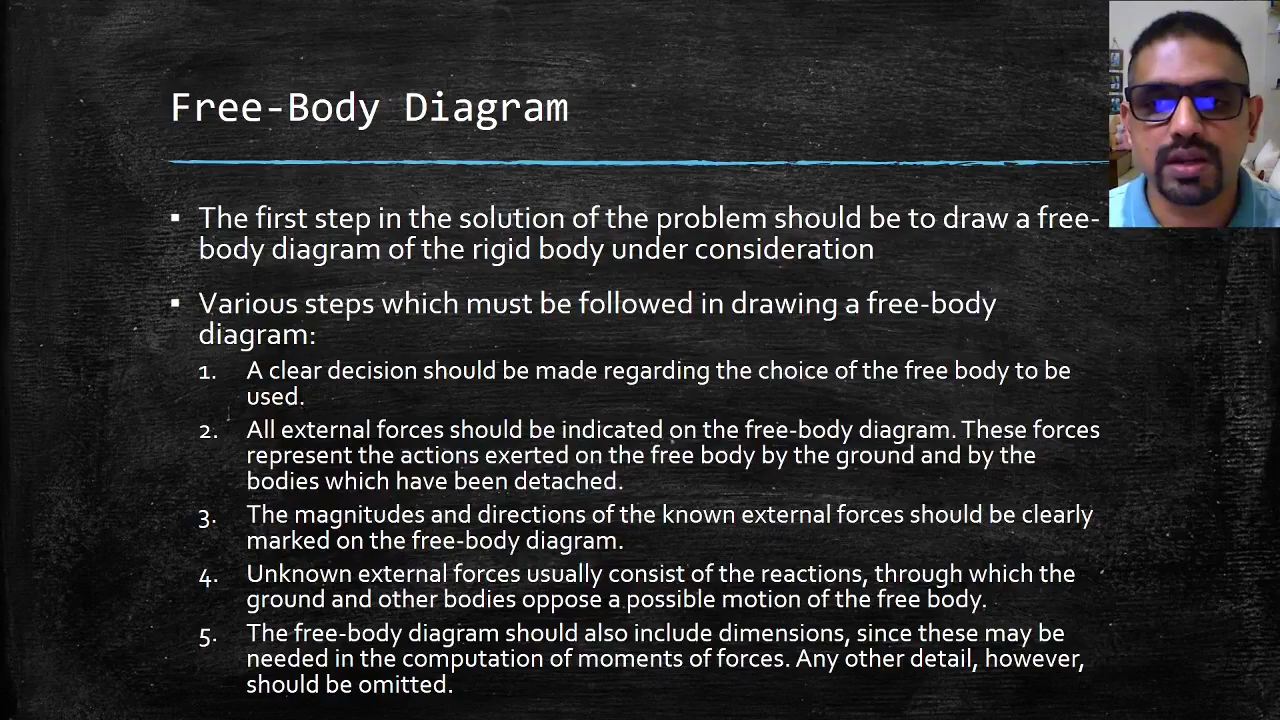 Free-Body Diagram
▪ The first step in the solution of the problem should be to draw a free-
body diagram of the rigid body under consideration
▪ Various steps which must be followed in drawing a free-body
diagram:
1. A clear decision should be made regarding the choice of the free body to be
used.
2. All external forces should be indicated on the free-body diagram. These forces
represent the actions exerted on the free body by the ground and by the
bodies which have been detached.
3. The magnitudes and directions of the known external forces should be clearly
marked on the free-body diagram.
4. Unknown external forces usually consist of the reactions, through which the
ground and other bodies oppose a possible motion of the free body.
5. The free-body diagram should also include dimensions, since these may be
needed in the computation of moments of forces. Any other detail, however,
should be omitted.